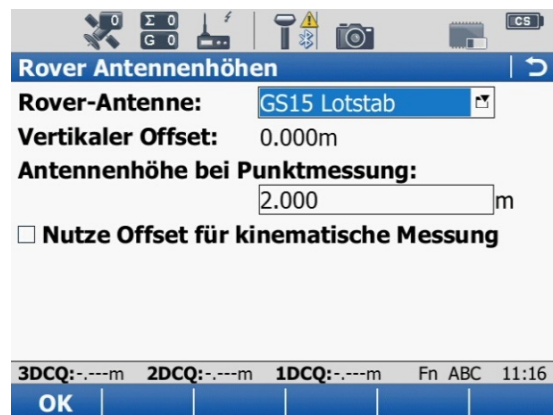 0 Σ 0 CS
G 0
Rover Antennenhöhen
Rover-Antenne: GS15 Lotstab
Vertikaler Offset: 0.000m
Antennenhöhe bei Punktmessung:
2.000 m
Nutze Offset für kinematische Messung
3DCQ:-.---m 2DCQ:-.---m 1DCQ:-.---m Fn ABC 11:16
OK